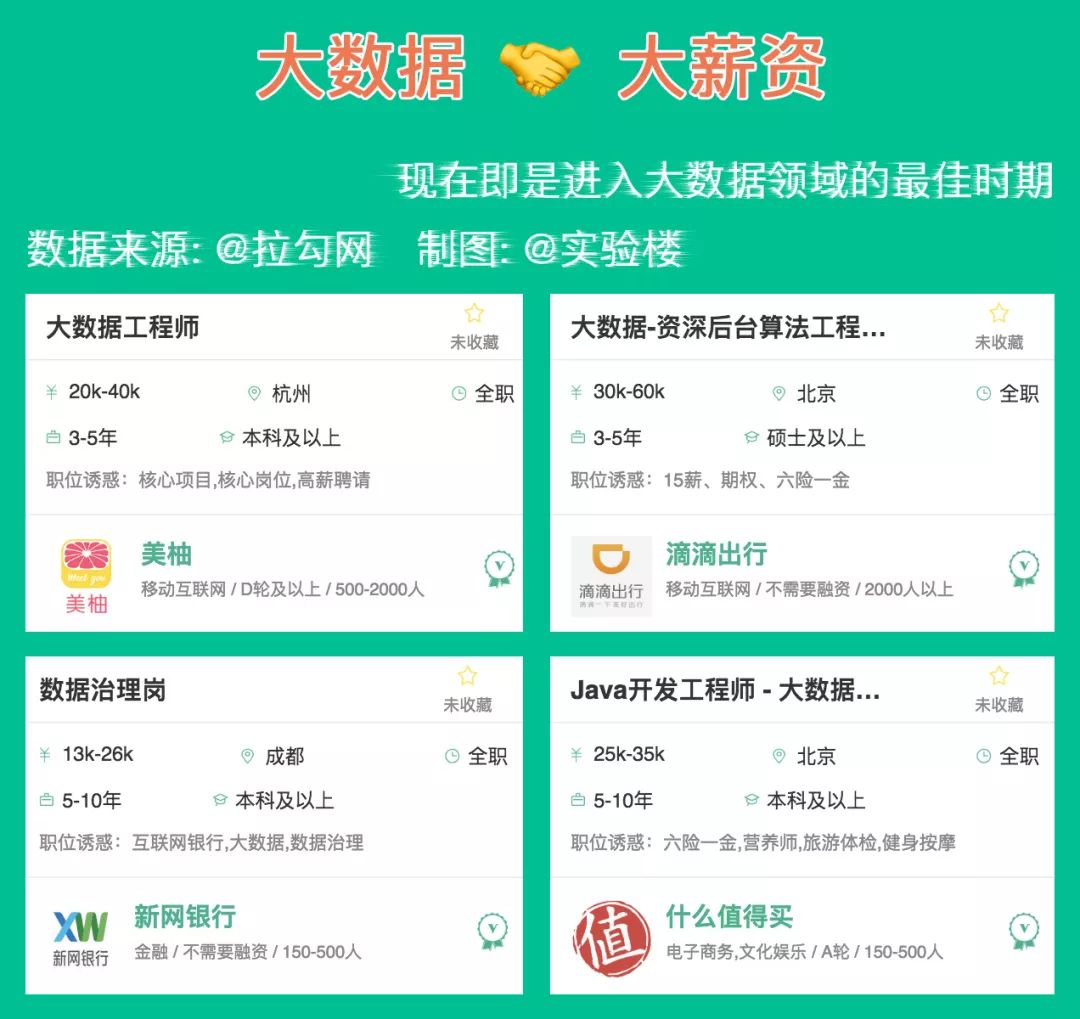 大数据 🤝 大薪资
现在即是进入大数据领域的最佳时期
数据来源: @拉勾网 制图: @实验楼
大数据工程师
未收藏
¥ 20k-40k 杭州 全职
3-5年 本科及以上
职位诱惑：核心项目,核心岗位,高薪聘请
Meet you
美柚
美柚
移动互联网 / D轮及以上 / 500-2000人
V
大数据-资深后台算法工程...
未收藏
¥ 30k-60k 北京 全职
3-5年 硕士及以上
职位诱惑：15薪、期权、六险一金
滴滴出行
滴滴一下 美好出行
滴滴出行
移动互联网 / 不需要融资 / 2000人以上
V
数据治理岗
未收藏
¥ 13k-26k 成都 全职
5-10年 本科及以上
职位诱惑：互联网银行,大数据,数据治理
XW
新网银行
新网银行
金融 / 不需要融资 / 150-500人
V
Java开发工程师 - 大数据...
未收藏
¥ 25k-35k 北京 全职
5-10年 本科及以上
职位诱惑：六险一金,营养师,旅游体检,健身按摩
值
什么值得买
电子商务,文化娱乐 / A轮 / 150-500人
V